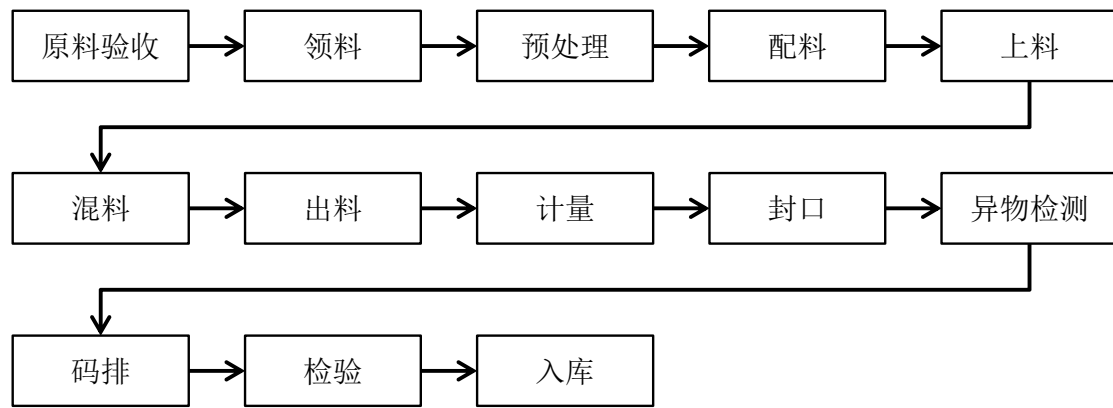 原料验收
领料
预处理
配料
上料
混料
出料
计量
封口
异物检测
码排
检验
入库